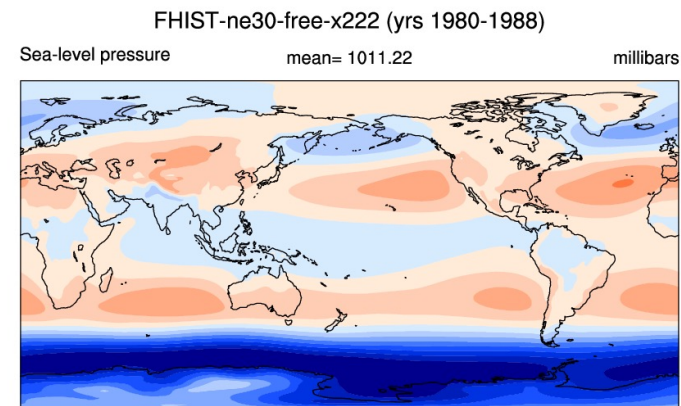 FHIST-ne30-free-x222 (yrs 1980-1988)
Sea-level pressure mean= 1011.22 millibars